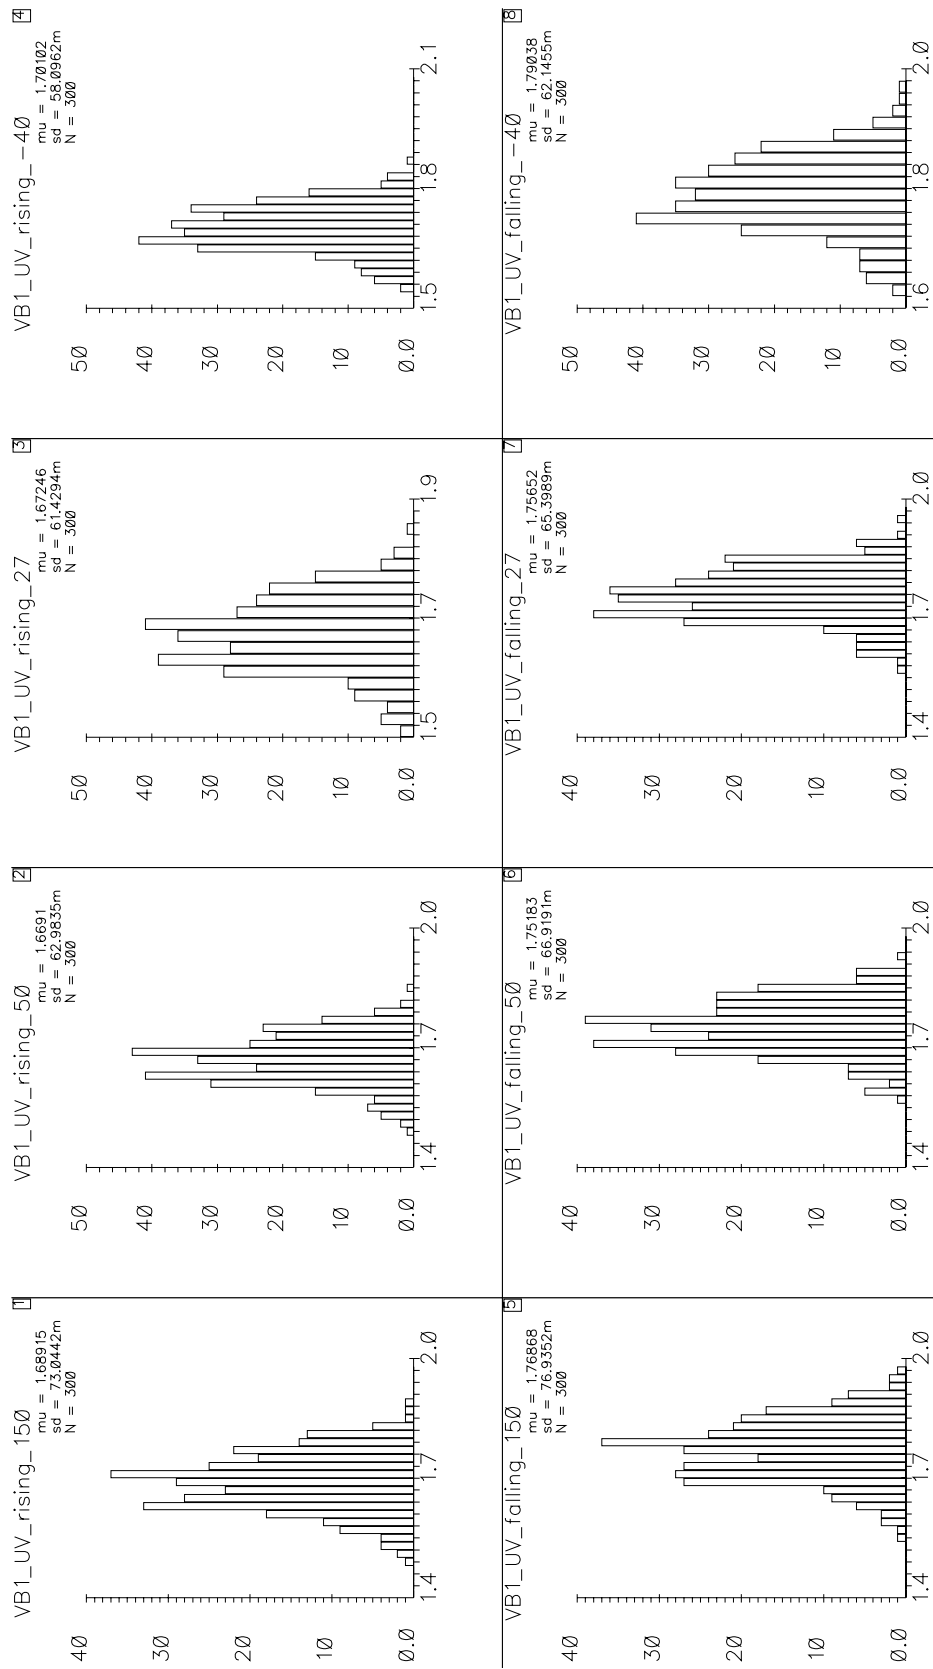 VB1_UV_rising_150
1
mu = 1.68915
sd = 73.0442m
N = 300
40
30
20
10
0.0
1.4 1.7 2.0
VB1_UV_rising_50
2
mu = 1.6691
sd = 62.9835m
N = 300
50
40
30
20
10
0.0
1.4 1.7 2.0
VB1_UV_rising_27
3
mu = 1.67246
sd = 61.4294m
N = 300
50
40
30
20
10
0.0
1.5 1.7 1.9
VB1_UV_rising_-40
4
mu = 1.70102
sd = 58.0962m
N = 300
50
40
30
20
10
0.0
1.5 1.8 2.1
VB1_UV_falling_150
5
mu = 1.76868
sd = 76.9352m
N = 300
40
30
20
10
0.0
1.4 1.7 2.0
VB1_UV_falling_50
6
mu = 1.75183
sd = 66.9191m
N = 300
40
30
20
10
0.0
1.4 1.7 2.0
VB1_UV_falling_27
7
mu = 1.75652
sd = 65.3989m
N = 300
40
30
20
10
0.0
1.4 1.7 2.0
VB1_UV_falling_-40
8
mu = 1.79038
sd = 62.1455m
N = 300
50
40
30
20
10
0.0
1.6 1.8 2.0